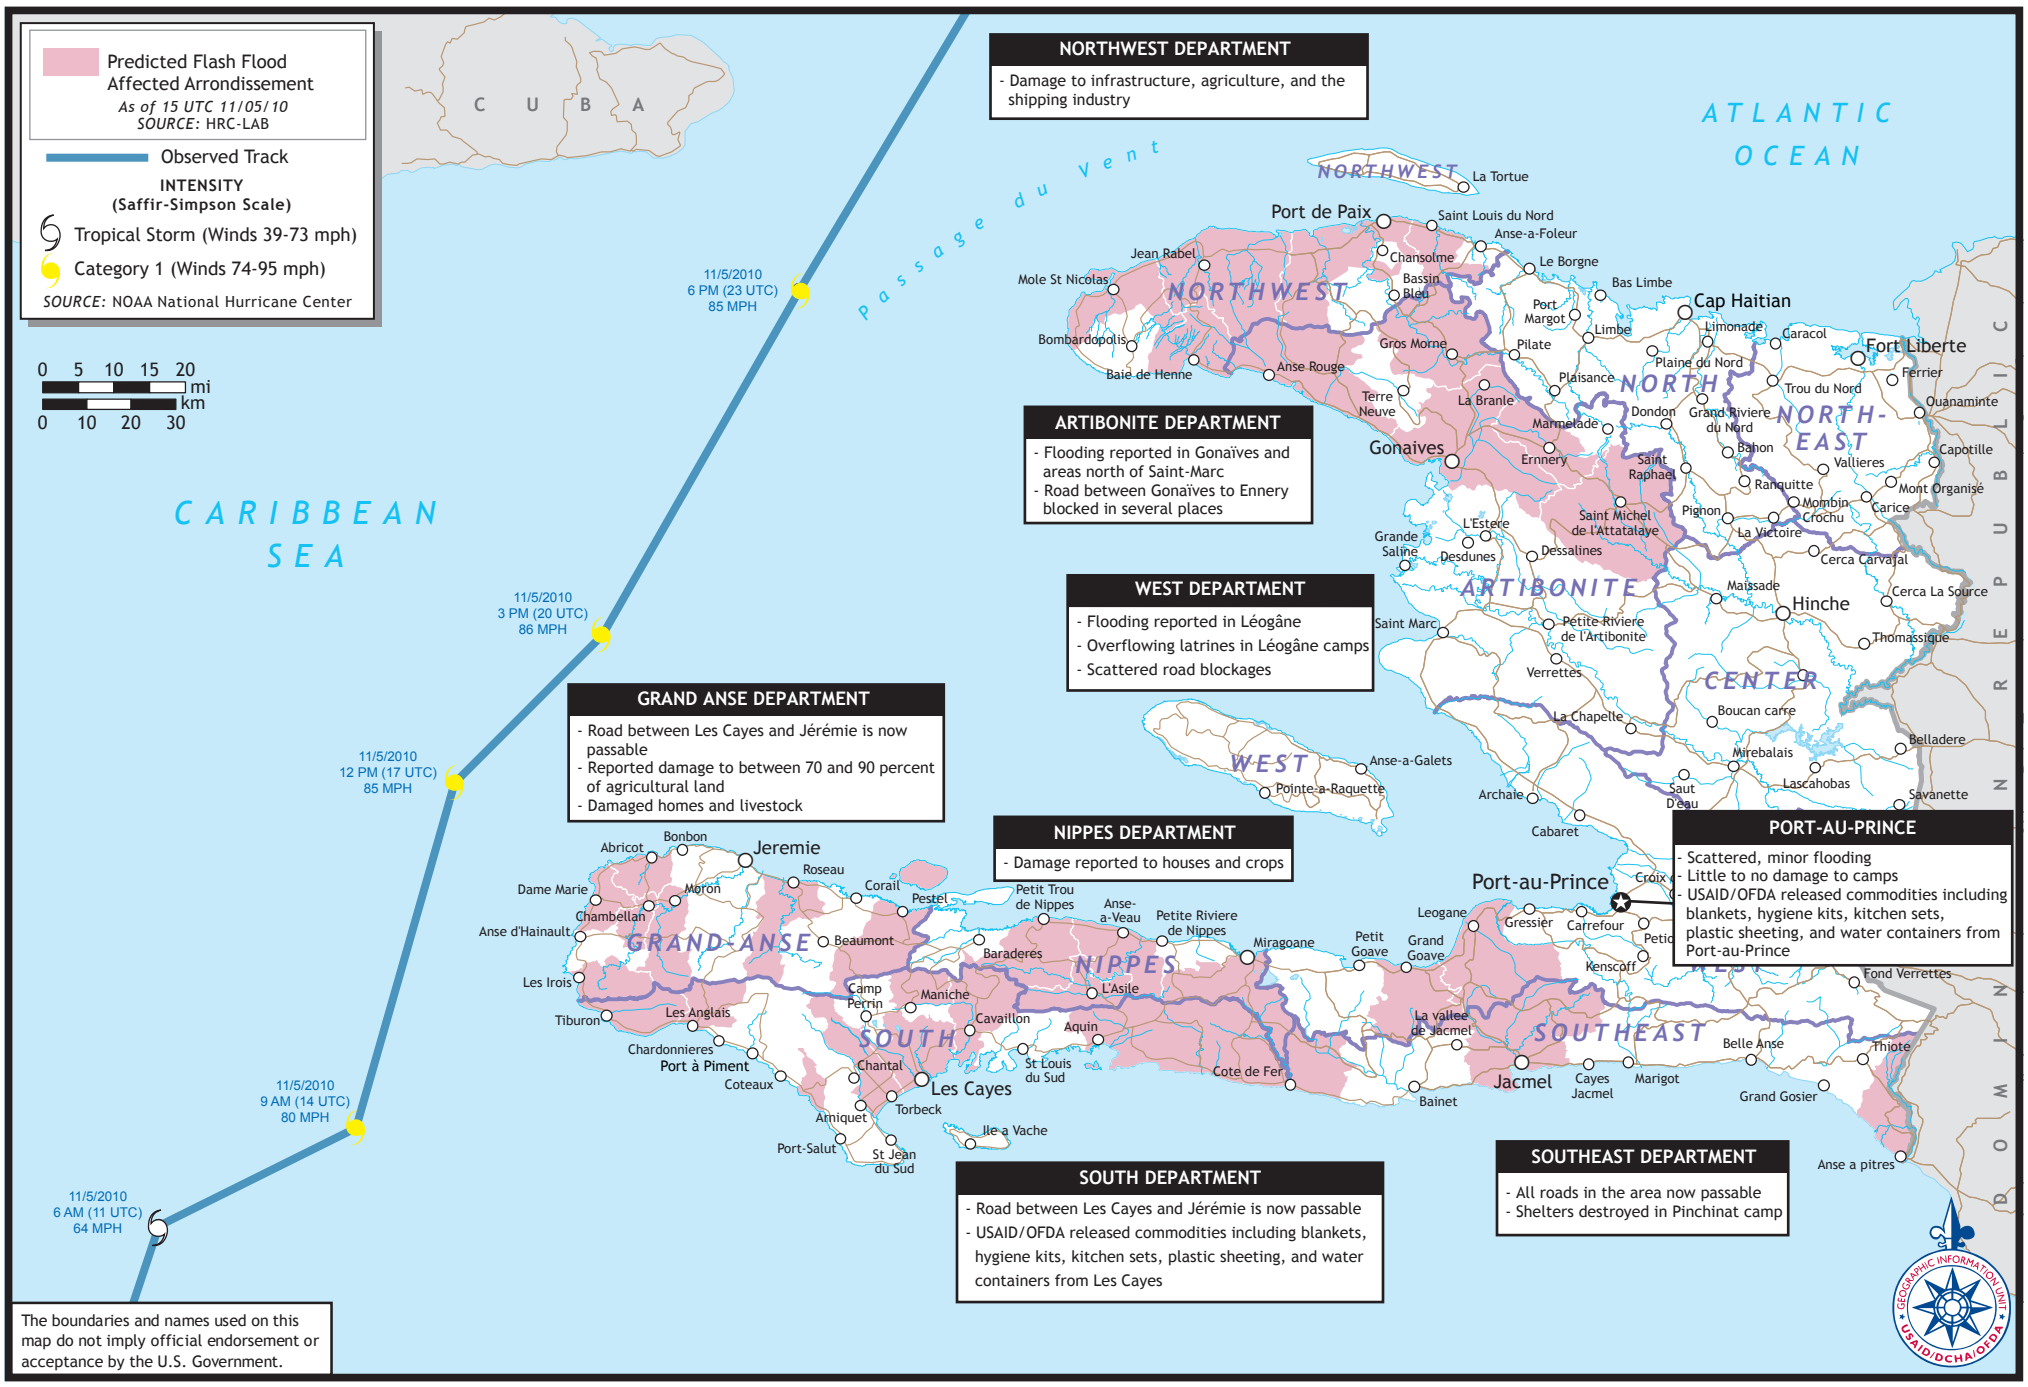 Predicted Flash Flood
Affected Arrondissement
As of 15 UTC 11/05/10
SOURCE: HRC-LAB
Observed Track
INTENSITY
(Saffir-Simpson Scale)
Tropical Storm (Winds 39-73 mph)
Category 1 (Winds 74-95 mph)
SOURCE: NOAA National Hurricane Center
0 5 10 15 20 mi
km
0 10 20 30
CUBA
CARIBBEAN
SEA
Passage du Vent
ATLANTIC
OCEAN
DOMINICAN REPUBLIC
11/5/2010
6 PM (23 UTC)
85 MPH
11/5/2010
3 PM (20 UTC)
86 MPH
11/5/2010
12 PM (17 UTC)
85 MPH
11/5/2010
9 AM (14 UTC)
80 MPH
11/5/2010
6 AM (11 UTC)
64 MPH
NORTHWEST DEPARTMENT
- Damage to infrastructure, agriculture, and the
shipping industry
ARTIBONITE DEPARTMENT
- Flooding reported in Gonaïves and
areas north of Saint-Marc
- Road between Gonaïves to Ennery
blocked in several places
WEST DEPARTMENT
- Flooding reported in Léogâne
- Overflowing latrines in Léogâne camps
- Scattered road blockages
GRAND ANSE DEPARTMENT
- Road between Les Cayes and Jérémie is now
passable
- Reported damage to between 70 and 90 percent
of agricultural land
- Damaged homes and livestock
NIPPES DEPARTMENT
- Damage reported to houses and crops
PORT-AU-PRINCE
- Scattered, minor flooding
- Little to no damage to camps
- USAID/OFDA released commodities including
blankets, hygiene kits, kitchen sets,
plastic sheeting, and water containers from
Port-au-Prince
SOUTH DEPARTMENT
- Road between Les Cayes and Jérémie is now passable
- USAID/OFDA released commodities including blankets,
hygiene kits, kitchen sets, plastic sheeting, and water
containers from Les Cayes
SOUTHEAST DEPARTMENT
- All roads in the area now passable
- Shelters destroyed in Pinchinat camp
NORTHWEST
La Tortue
Port de Paix
Saint Louis du Nord
Anse-a-Foleur
Jean Rabel
Chansolme
Le Borgne
Mole St Nicolas
Bassin
Bleu
Bas Limbe
NORTHWEST
Port
Margot
Cap Haitian
Bombardopolis
Gros Morne
Limbe
Limonade
Caracol
Pilate
Fort Liberte
Baie de Henne
Anse Rouge
Plaine du Nord
Ferrier
Plaisance
NORTH
Trou du Nord
Terre
Neuve
La Branle
Ouanaminte
Dondon
Grand Riviere
du Nord
NORTH-
EAST
Marmelade
Gonaives
Ernnery
Saint
Raphael
Bahon
Vallieres
Capotille
Ranquitte
Mont Organise
Saint Michel
de l'Attatalaye
Pignon
Mombin
Crochu
Carice
L'Estere
La Victoire
Grande
Saline
Desdunes
Dessalines
Cerca Carvajal
ARTIBONITE
Maissade
Hinche
Cerca La Source
Saint Marc
Petite Riviere
de l'Artibonite
Thomassique
Verrettes
CENTER
La Chapelle
Boucan carre
Belladere
Mirebalais
WEST
Anse-a-Galets
Pointe-a-Raquette
Saut
D'eau
Lascahobas
Savanette
Archaie
Cabaret
Croix
Port-au-Prince
Leogane
Gressier
Carrefour
Petio
Kenscoff
WEST
Fond Verrettes
Petit
Goave
Grand
Goave
Bonbon
Abricot
Jeremie
Roseau
Dame Marie
Moron
Corail
Pestel
Chambellan
Petit Trou
de Nippes
Anse-
a-Veau
Petite Riviere
de Nippes
Anse d'Hainault
GRAND-ANSE
Beaumont
Baraderes
Miragoane
NIPPES
Les Irois
Camp
Perrin
Maniche
L'Asile
Tiburon
Les Anglais
Cavaillon
Aquin
SOUTH
Chardonnieres
Port à Piment
Coteaux
Chantal
St Louis
du Sud
Cote de Fer
Les Cayes
Arniquet
Torbeck
Port-Salut
St Jean
du Sud
Ile a Vache
La vallee
de Jacmel
SOUTHEAST
Belle Anse
Thiote
Jacmel
Cayes
Jacmel
Marigot
Bainet
Grand Gosier
Anse a pitres
The boundaries and names used on this
map do not imply official endorsement or
acceptance by the U.S. Government.
GEOGRAPHIC INFORMATION UNIT
USAID/DCHA/OFDA